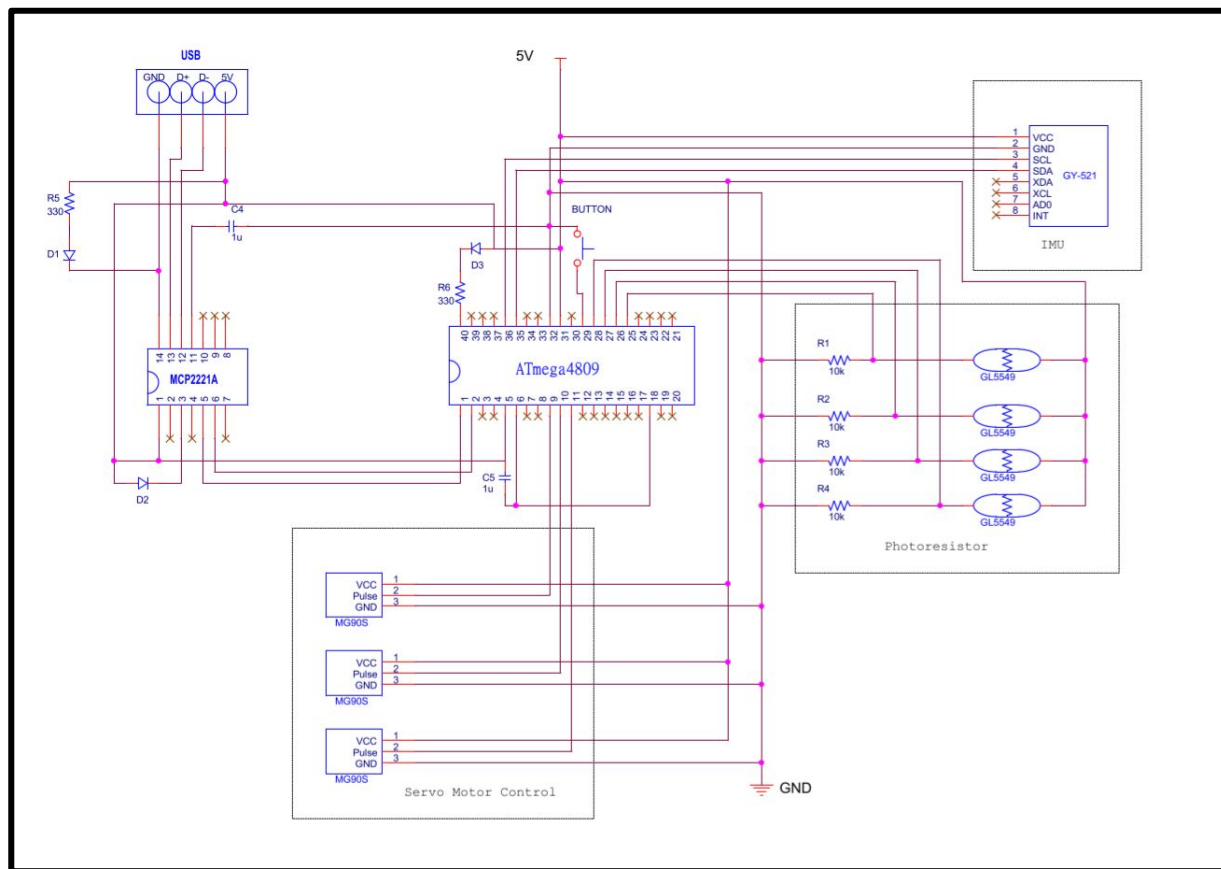 USB
GND D+ D- 5V
5V
R5
330
D1
C4
1u
BUTTON
D3
R6
330
1 VCC
2 GND
3 SCL
4 SDA
5 XDA
6 XCL
7 AD0
8 INT
GY-521
IMU
14 13 12 11 10 9 8
MCP2221A
1 2 3 4 5 6 7
40 39 38 37 36 35 34 33 32 31 30 29 28 27 26 25 24 23 22 21
ATmega4809
1 2 3 4 5 6 7 8 9 10 11 12 13 14 15 16 17 18 19 20
D2
C5
1u
R1
10k
GL5549
R2
10k
GL5549
R3
10k
GL5549
R4
10k
GL5549
Photoresistor
VCC 1
Pulse 2
GND 3
MG90S
VCC 1
Pulse 2
GND 3
MG90S
VCC 1
Pulse 2
GND 3
MG90S
Servo Motor Control
GND